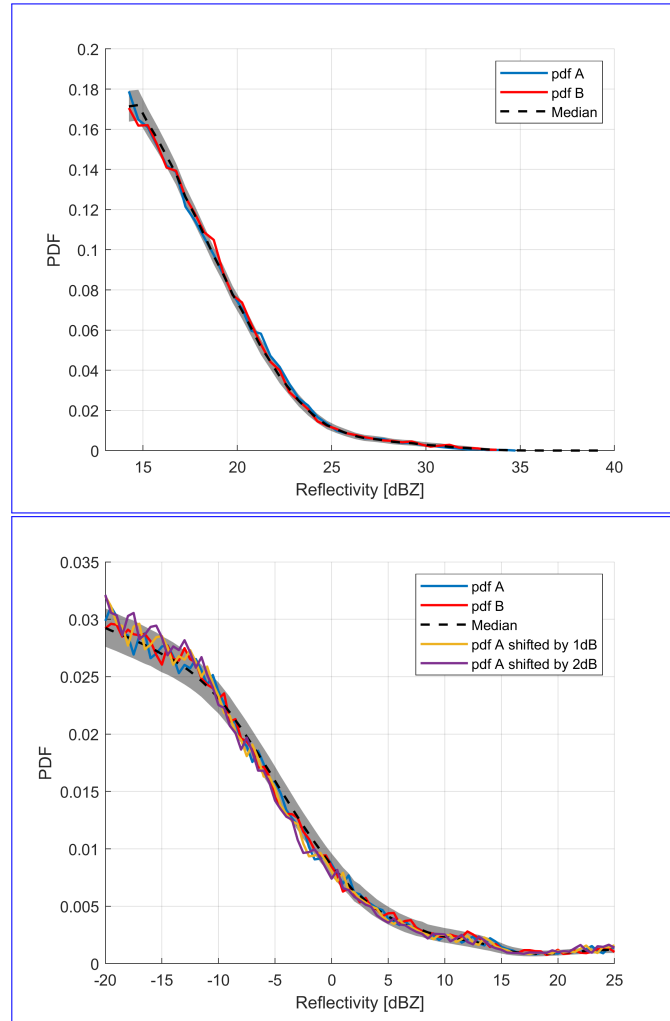 0.2
0.18
0.16
0.14
0.12
0.1
0.08
0.06
0.04
0.02
0
PDF
pdf A
pdf B
Median
15 20 25 30 35 40
Reflectivity [dBZ]
0.035
0.03
0.025
0.02
0.015
0.01
0.005
0
PDF
pdf A
pdf B
Median
pdf A shifted by 1dB
pdf A shifted by 2dB
-20 -15 -10 -5 0 5 10 15 20 25
Reflectivity [dBZ]